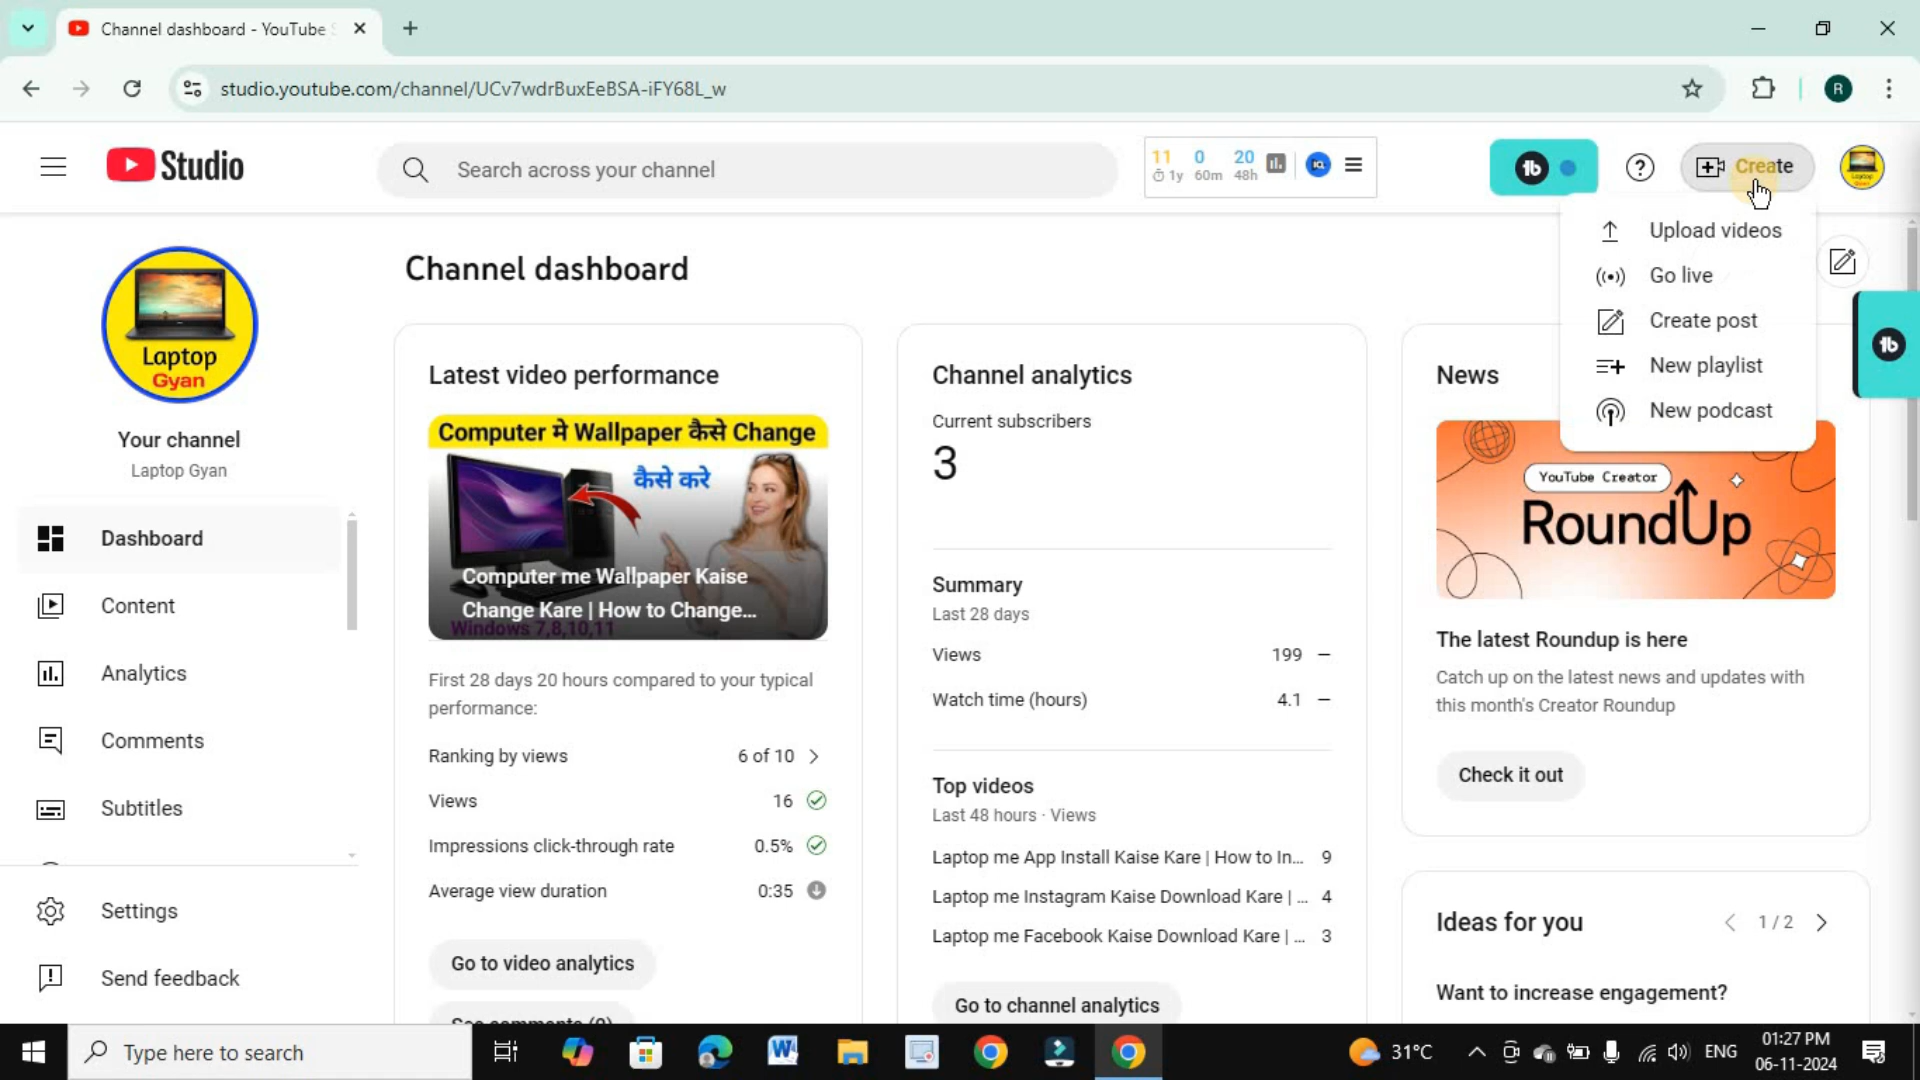 Channel dashboard - YouTube S
studio.youtube.com/channel/UCv7wdrBuxEeBSA-iFY68L_w
R
Studio
Search across your channel
11 0 20
1y 60m 48h
Create
Upload videos
Go live
Create post
New playlist
New podcast
Laptop
Gyan
Your channel
Laptop Gyan
Dashboard
Content
Analytics
Comments
Subtitles
Settings
Send feedback
Channel dashboard
Latest video performance
Computer मे Wallpaper कैसे Change
कैसे करे
Computer me Wallpaper Kaise
Change Kare | How to Change...
Windows 7,8,10,11
First 28 days 20 hours compared to your typical
performance:
Ranking by views 6 of 10
Views 16
Impressions click-through rate 0.5%
Average view duration 0:35
Go to video analytics
See comments (0)
Channel analytics
Current subscribers
3
Summary
Last 28 days
Views 199 —
Watch time (hours) 4.1 —
Top videos
Last 48 hours · Views
Laptop me App Install Kaise Kare | How to In... 9
Laptop me Instagram Kaise Download Kare | ... 4
Laptop me Facebook Kaise Download Kare | ... 3
Go to channel analytics
News
YouTube Creator
RoundUp
The latest Roundup is here
Catch up on the latest news and updates with
this month's Creator Roundup
Check it out
Ideas for you 1 / 2
Want to increase engagement?
Type here to search
31°C
ENG
01:27 PM
06-11-2024